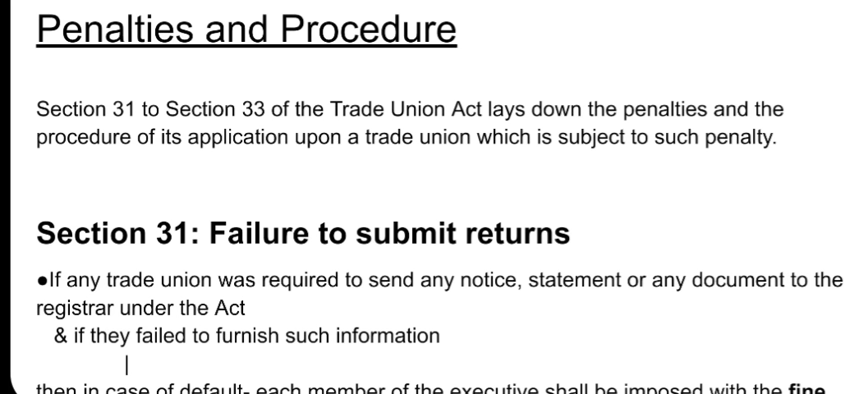 Penalties and Procedure
Section 31 to Section 33 of the Trade Union Act lays down the penalties and the
procedure of its application upon a trade union which is subject to such penalty.
Section 31: Failure to submit returns
●If any trade union was required to send any notice, statement or any document to the
registrar under the Act
& if they failed to furnish such information
|
then in case of default- each member of the executive shall be imposed with the fine